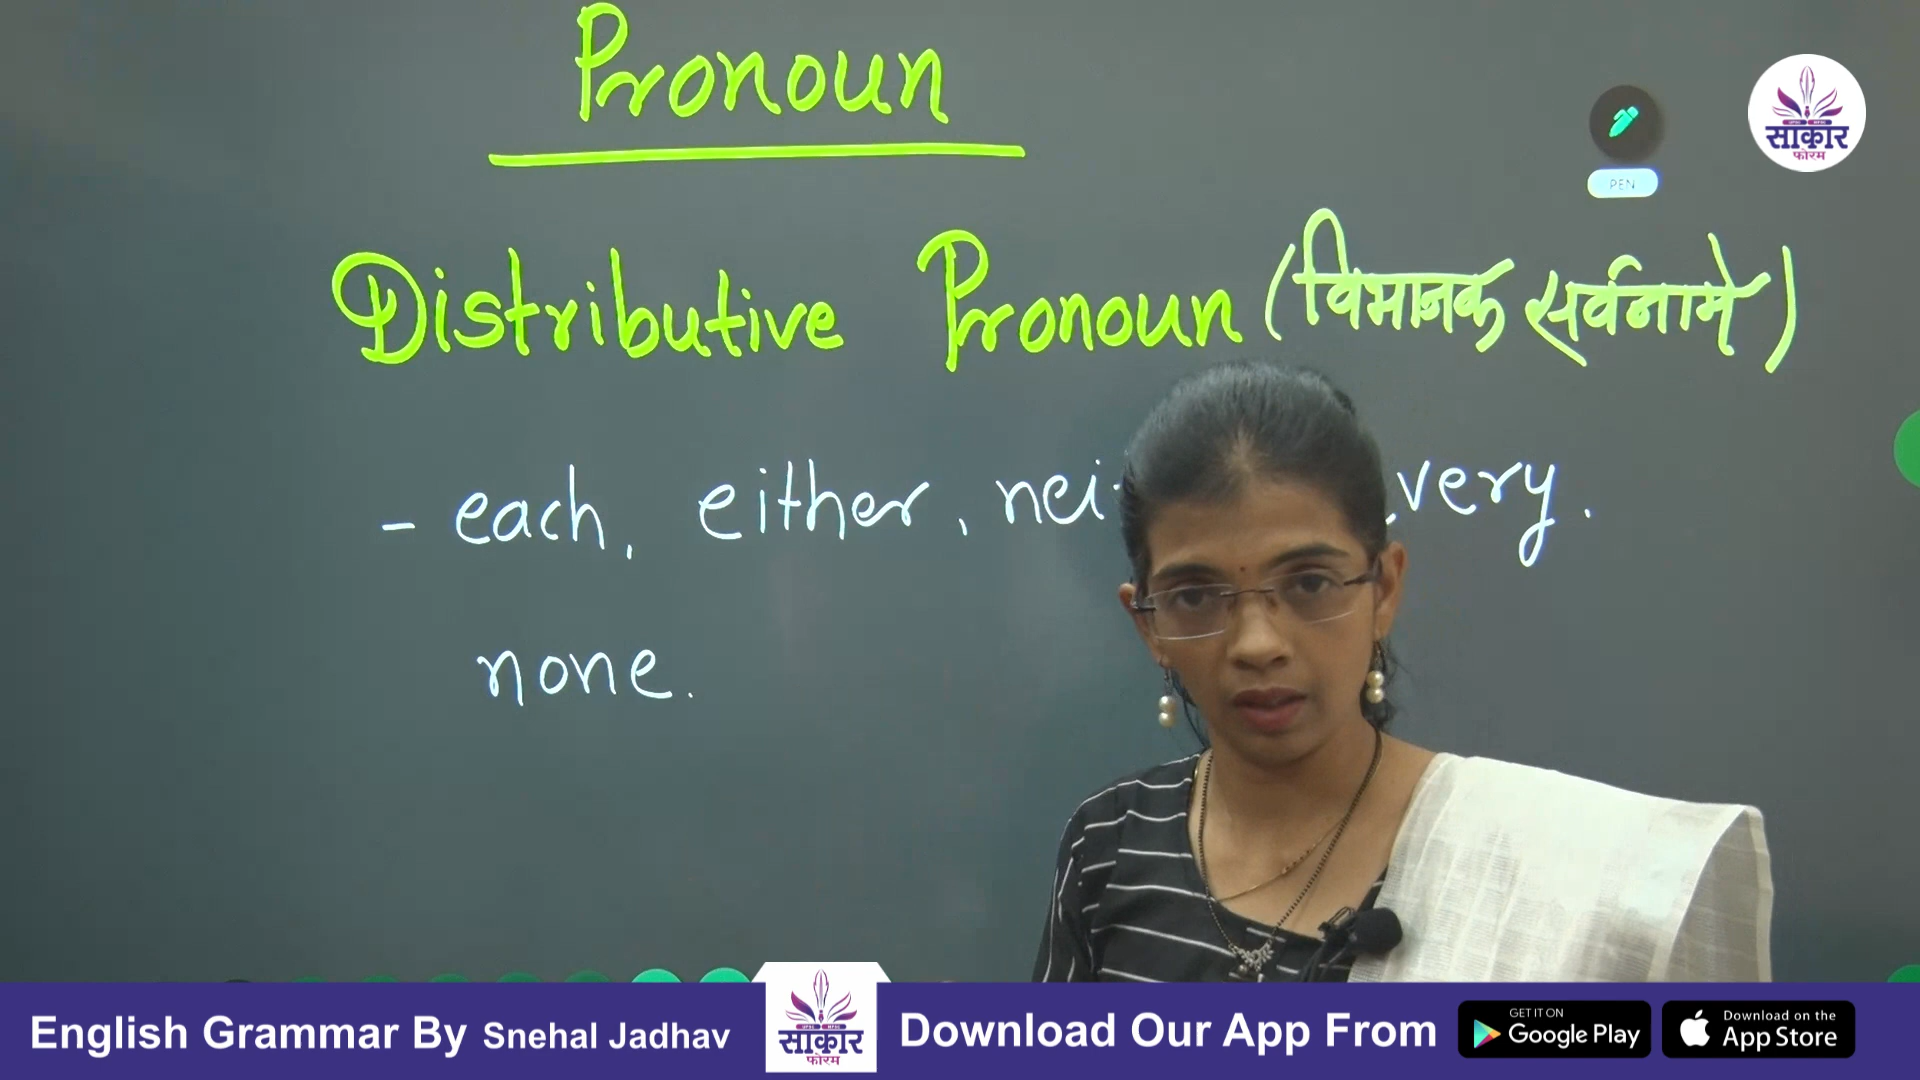 Pronoun
साकार
फोरम
PEN
Distributive Pronoun (विभाजक सर्वनामे)
- each, either, nei very.
none.
English Grammar By Snehal Jadhav
साकार
फोरम
Download Our App From
GET IT ON
Google Play
Download on the
App Store